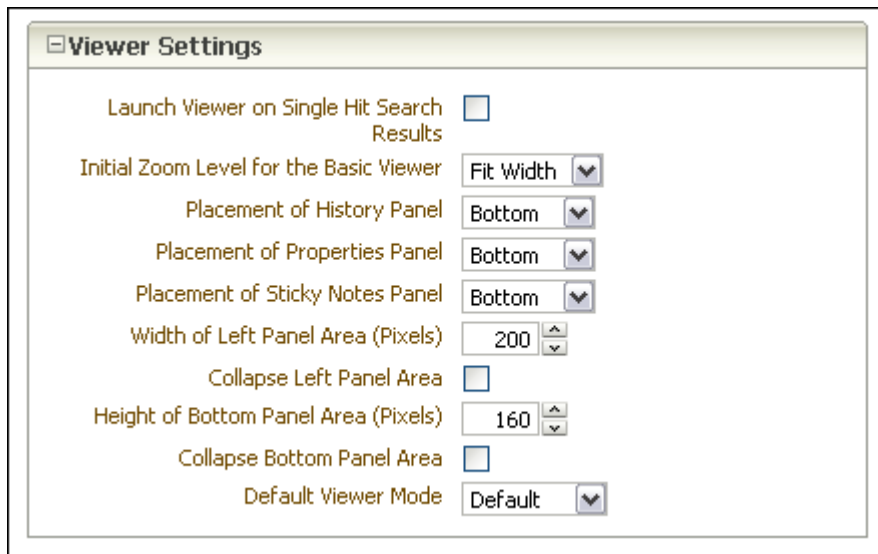 Viewer Settings
Launch Viewer on Single Hit Search
Results
Initial Zoom Level for the Basic Viewer Fit Width
Placement of History Panel Bottom
Placement of Properties Panel Bottom
Placement of Sticky Notes Panel Bottom
Width of Left Panel Area (Pixels) 200
Collapse Left Panel Area
Height of Bottom Panel Area (Pixels) 160
Collapse Bottom Panel Area
Default Viewer Mode Default